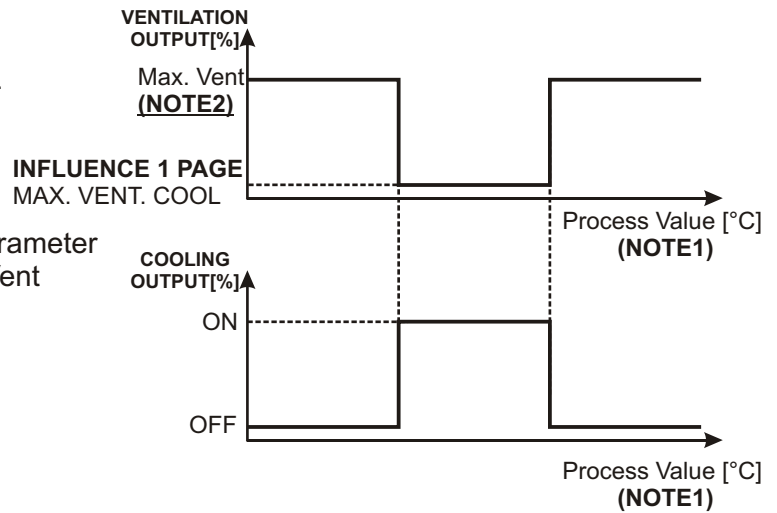 VENTILATION
OUTPUT[%]
Max. Vent
(NOTE2)
INFLUENCE 1 PAGE
MAX. VENT. COOL
Process Value [°C]
(NOTE1)
COOLING
OUTPUT[%]
ON
OFF
Process Value [°C]
(NOTE1)